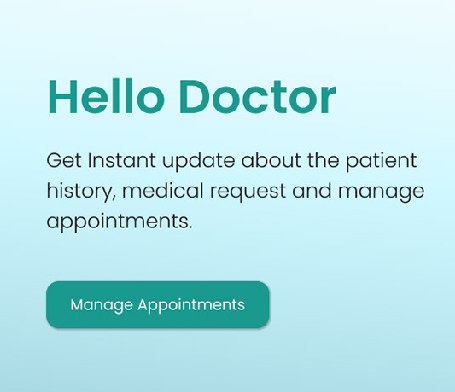 Hello Doctor
Get Instant update about the patient
history, medical request and manage
appointments.
Manage Appointments